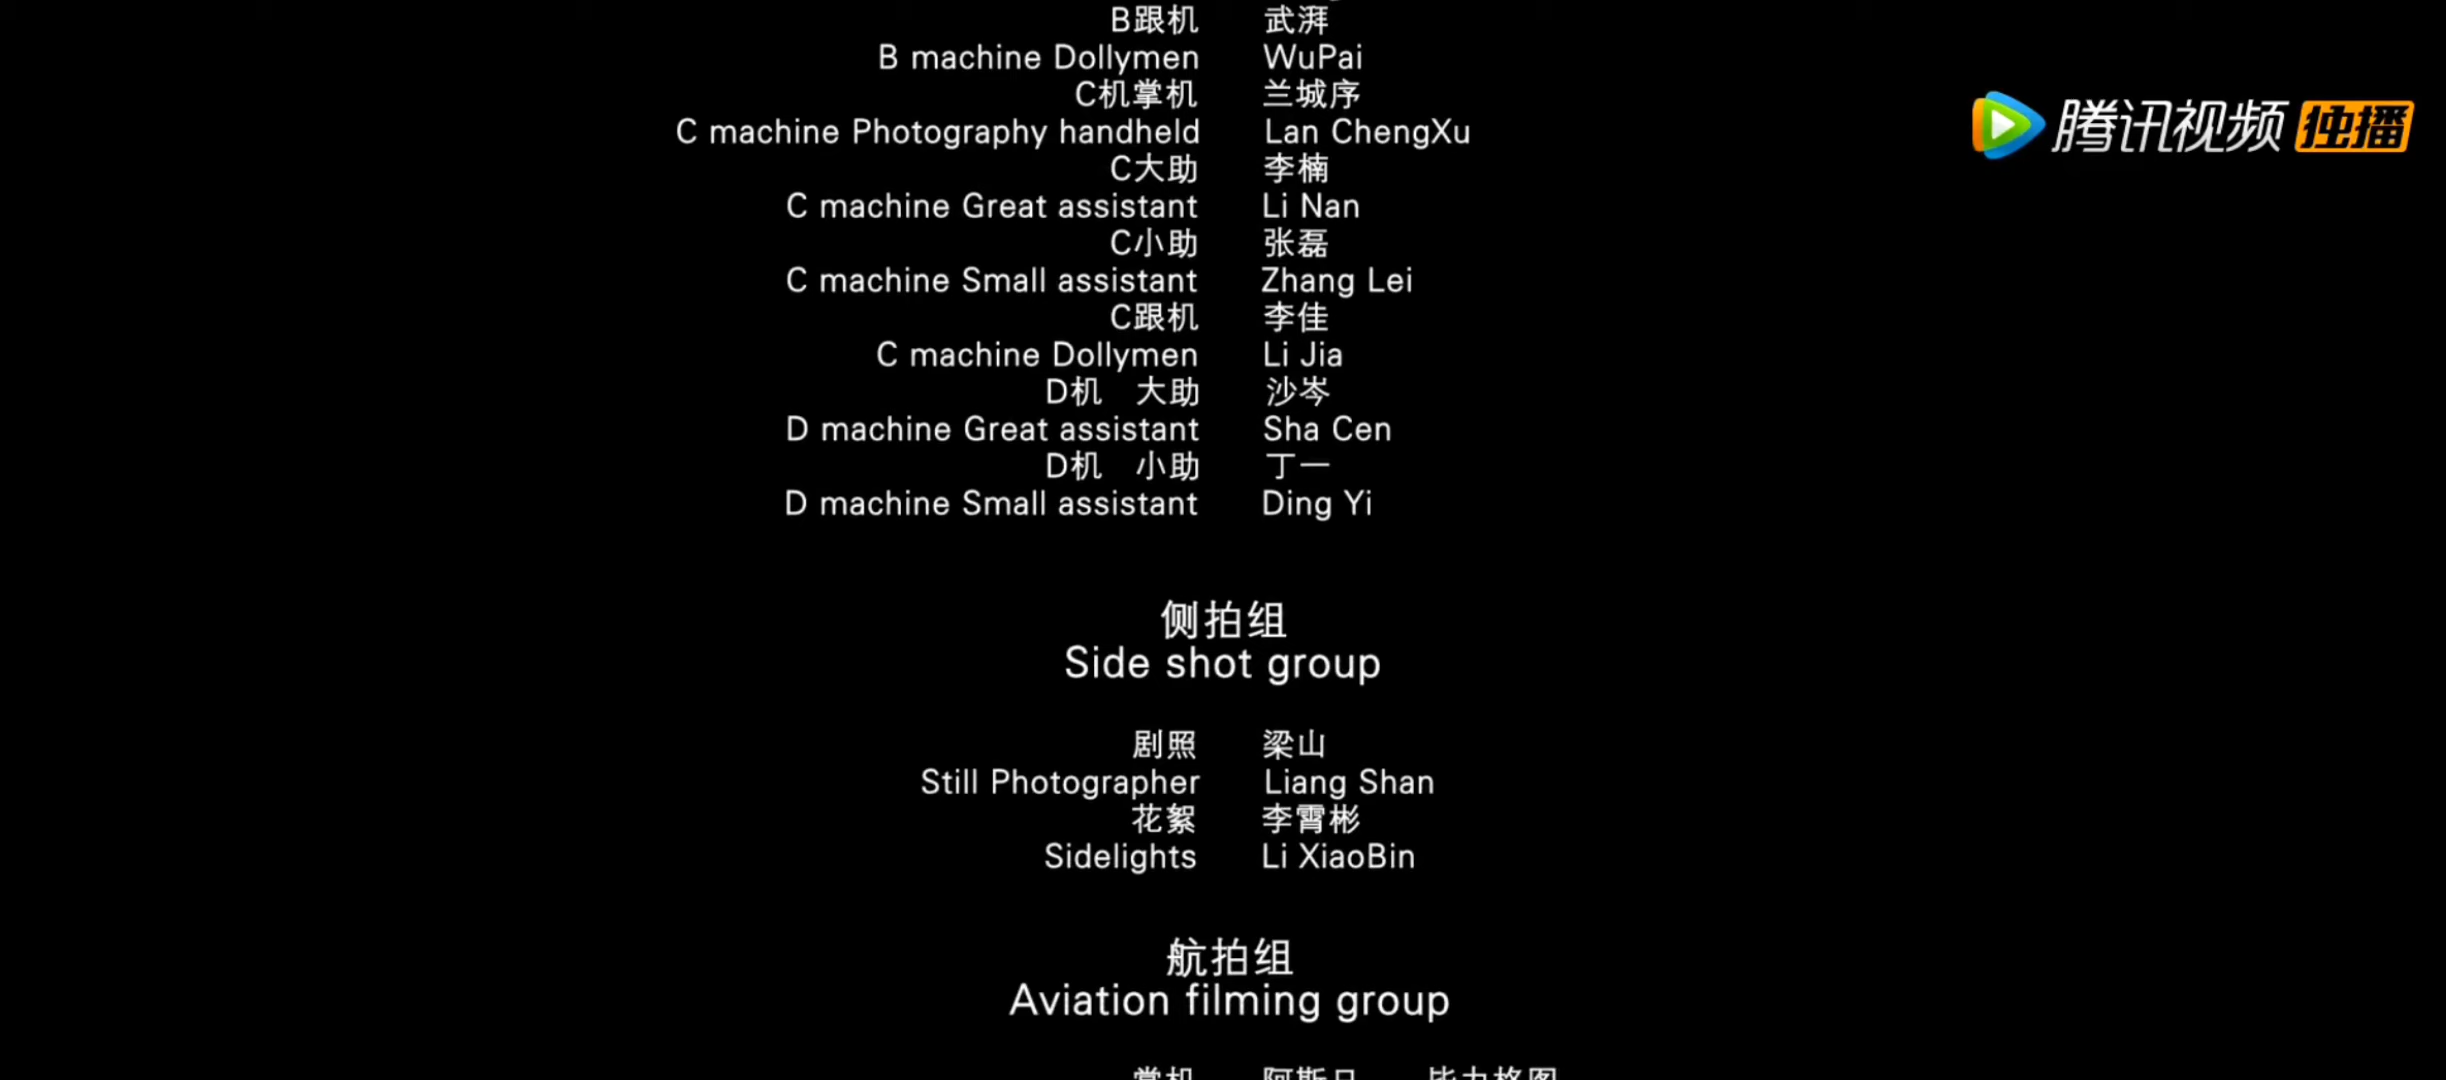 B跟机 武湃
B machine Dollymen WuPai
C机掌机 兰城序
C machine Photography handheld Lan ChengXu
C大助 李楠
C machine Great assistant Li Nan
C小助 张磊
C machine Small assistant Zhang Lei
C跟机 李佳
C machine Dollymen Li Jia
D机 大助 沙岑
D machine Great assistant Sha Cen
D机 小助 丁一
D machine Small assistant Ding Yi
侧拍组
Side shot group
剧照 梁山
Still Photographer Liang Shan
花絮 李霄彬
Sidelights Li XiaoBin
航拍组
Aviation filming group
腾讯视频 独播